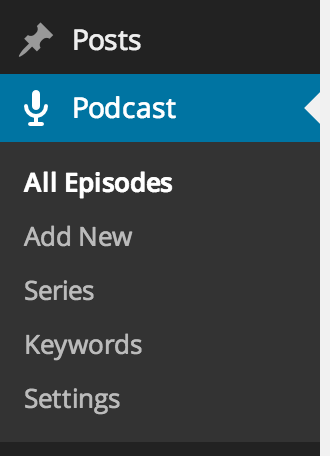 Posts
Podcast
All Episodes
Add New
Series
Keywords
Settings